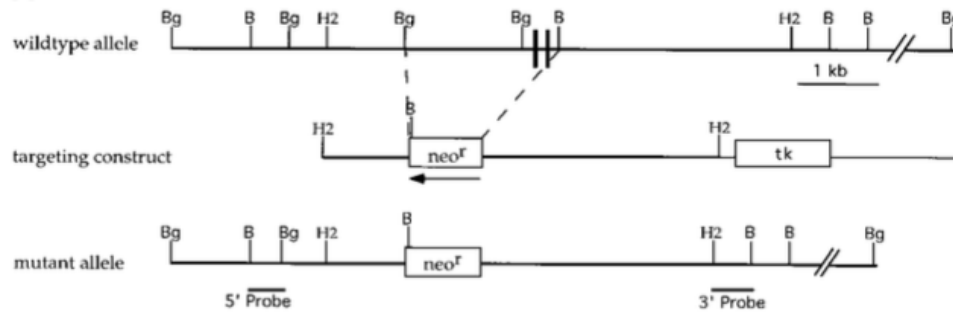 Bg B Bg H2 Bg Bg B H2 B B Bg
wildtype allele
1 kb
B
H2 H2
targeting construct neoʳ tk
Bg B Bg H2 B H2 B B Bg
mutant allele neoʳ
5' Probe 3' Probe